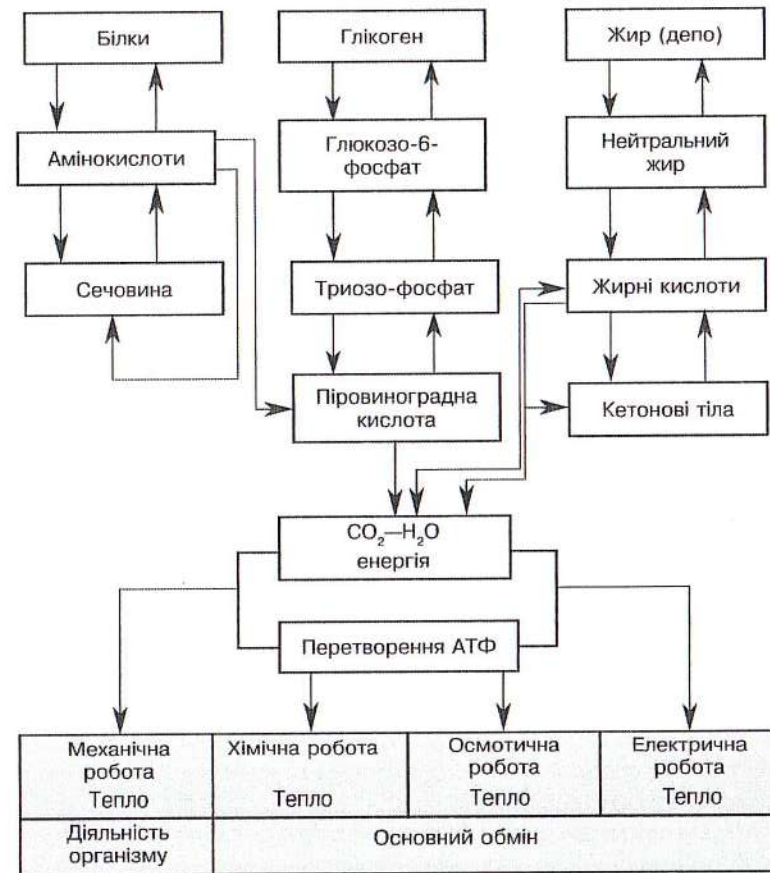 Білки
Глікоген
Жир (депо)
Амінокислоти
Глюкозо-6-
фосфат
Нейтральний
жир
Сечовина
Триозо-фосфат
Жирні кислоти
Піровиноградна
кислота
Кетонові тіла
CO₂—H₂O
енергія
Перетворення АТФ
Механічна
робота
Тепло
Хімічна робота
Тепло
Осмотична
робота
Тепло
Електрична
робота
Тепло
Діяльність
організму
Основний обмін